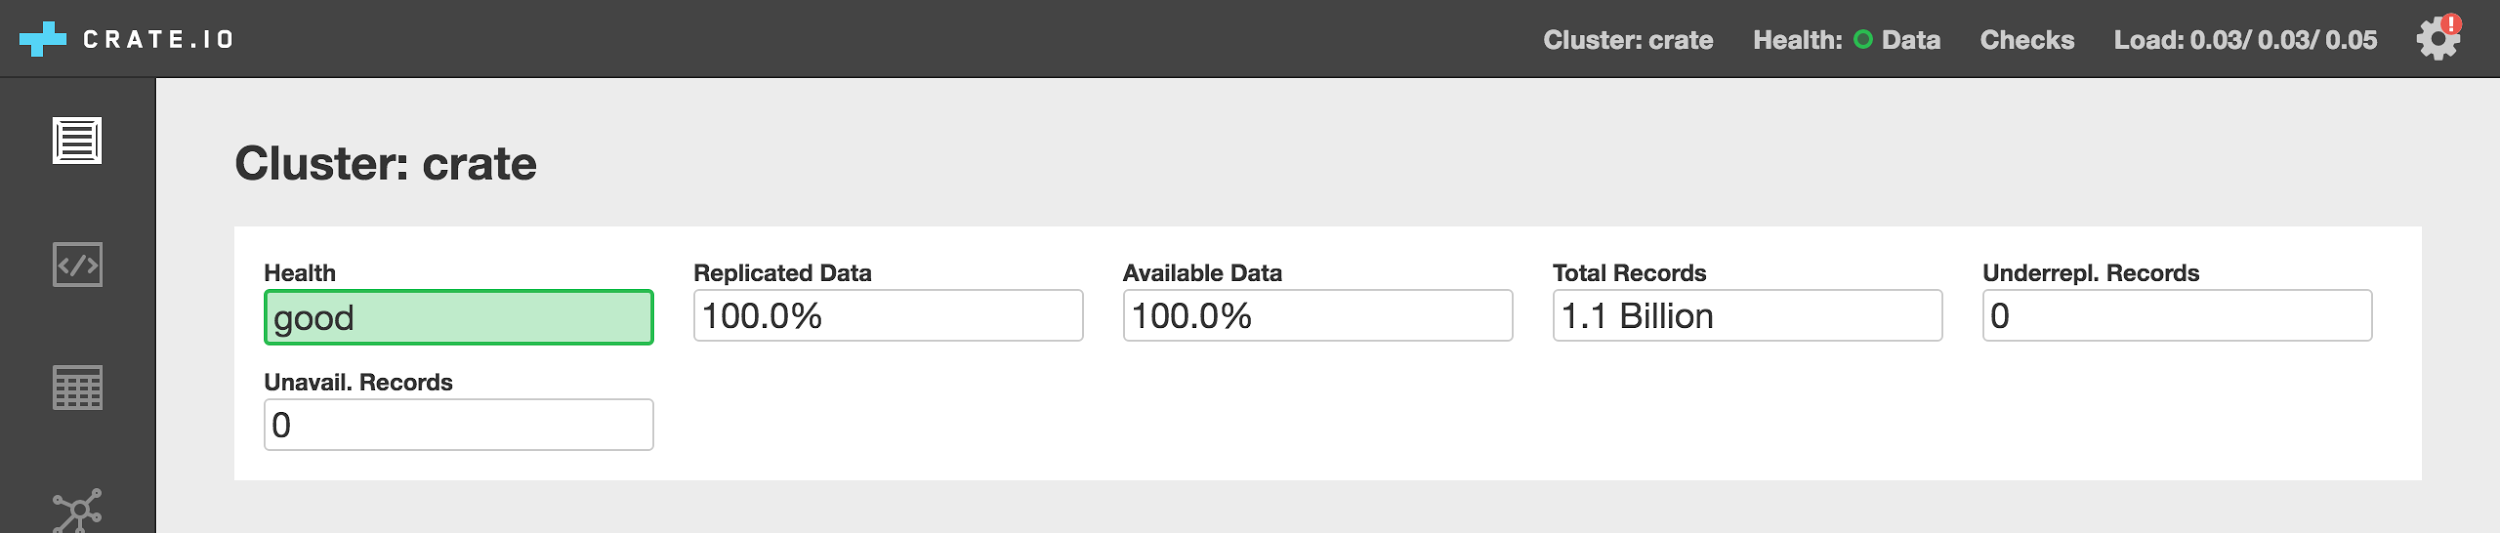 CRATE.IO
Cluster: crate Health: Data Checks Load: 0.03/ 0.03/ 0.05
!
Cluster: crate
Health Replicated Data Available Data Total Records Underrepl. Records
good 100.0% 100.0% 1.1 Billion 0
Unavail. Records
0